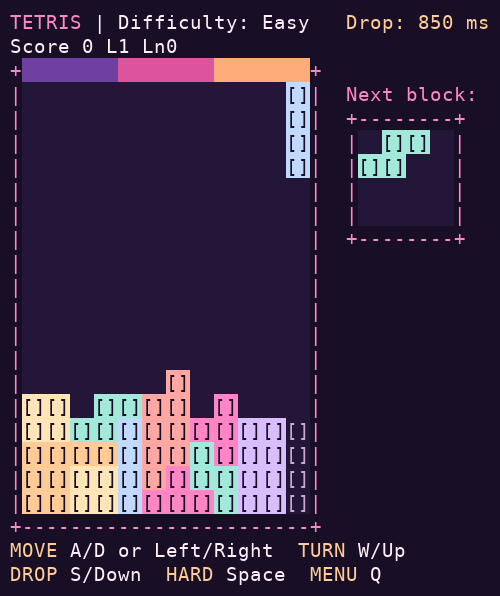 TETRIS | Difficulty: Easy   Drop: 850 ms
Score 0 L1 Ln0
+                        +
|                      []|  Next block:
|                      []|  +--------+
|                      []|  |  [][]  |
|                      []|  |[][]    |
|                        |  |        |
|                        |  |        |
|                        |  +--------+
|                        |
|                        |
|                        |
|                        |
|                        |
|            []          |
|[][]  [][][][]  []      |
|[][][][][][][][][][][][]|
|[][][][][][][][][][][][]|
|[][][][][][][][][][][][]|
|[][][][][][][][][][][][]|
+------------------------+
MOVE A/D or Left/Right  TURN W/Up
DROP S/Down  HARD Space  MENU Q